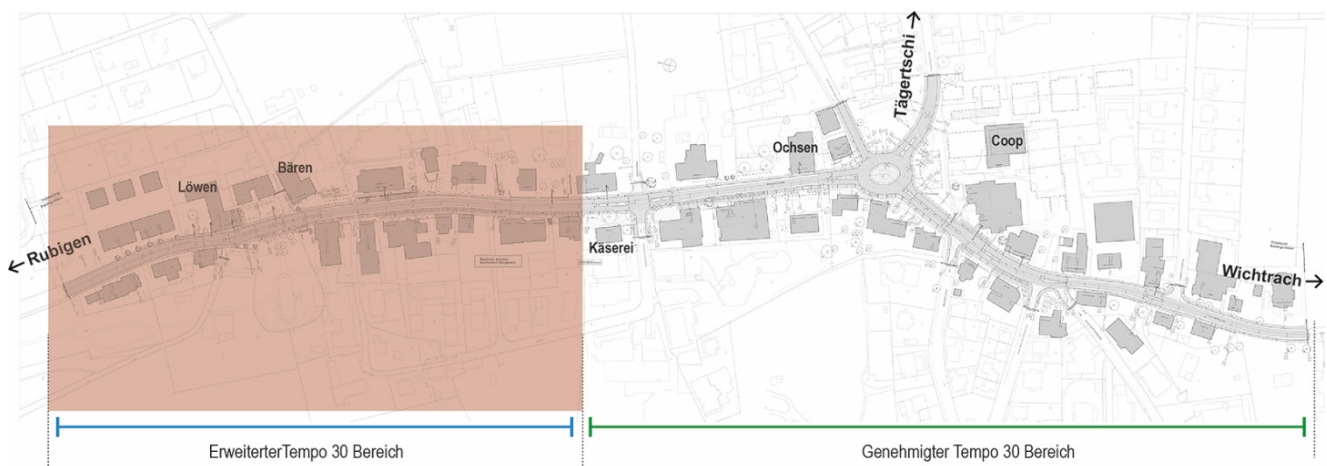 Tägertschi
Ochsen
Coop
Bären
Löwen
Rubigen
Käserei
Wichtrach
ErweiterterTempo 30 Bereich
Genehmigter Tempo 30 Bereich